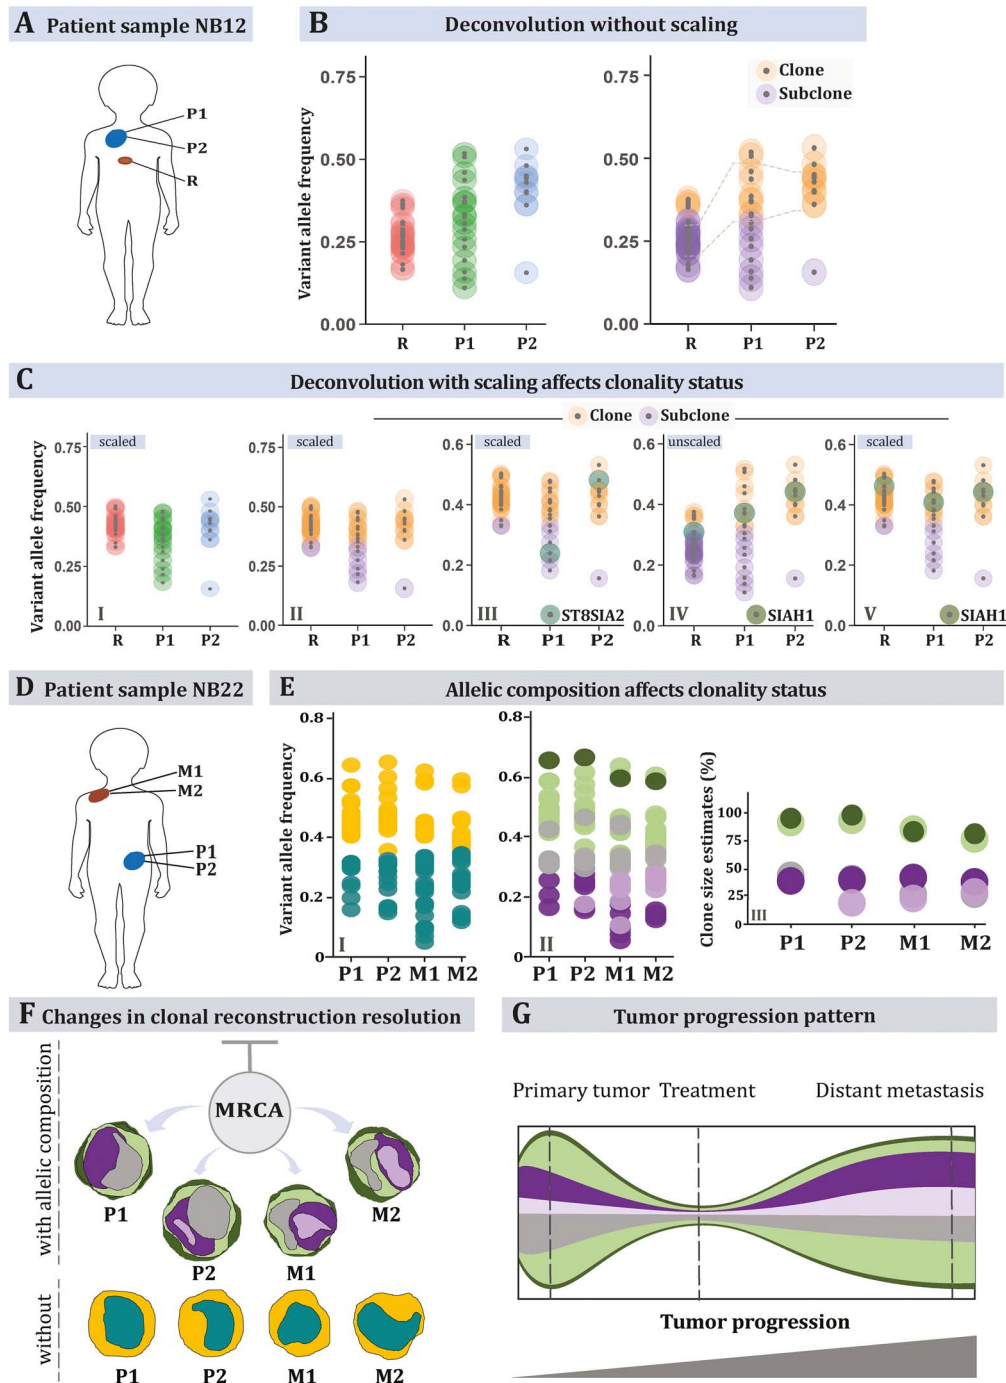 A Patient sample NB12
P1
P2
R
B Deconvolution without scaling
Variant allele frequency
0.75
0.50
0.25
0.00
R P1 P2
0.75
0.50
0.25
0.00
R P1 P2
Clone
Subclone
C Deconvolution with scaling affects clonality status
Clone Subclone
Variant allele frequency
scaled
0.75
0.50
0.25
0.00
I
R P1 P2
scaled
0.75
0.50
0.25
0.00
II
R P1 P2
scaled
0.6
0.4
0.2
0.0
III
ST8SIA2
R P1 P2
unscaled
0.6
0.4
0.2
0.0
IV
SIAH1
R P1 P2
scaled
0.6
0.4
0.2
0.0
V
SIAH1
R P1 P2
D Patient sample NB22
M1
M2
P1
P2
E Allelic composition affects clonality status
Variant allele frequency
0.8
0.6
0.4
0.2
0
I
P1 P2 M1 M2
0.8
0.6
0.4
0.2
0
II
P1 P2 M1 M2
Clone size estimates (%)
100
75
50
25
0
III
P1 P2 M1 M2
F Changes in clonal reconstruction resolution
with allelic composition
MRCA
P1
P2
M1
M2
without
P1 P2 M1 M2
G Tumor progression pattern
Primary tumor Treatment Distant metastasis
Tumor progression